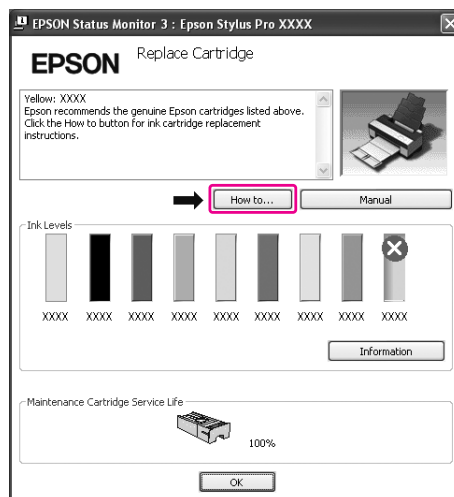 EPSON Status Monitor 3 : Epson Stylus Pro XXXX
EPSON
Replace Cartridge
Yellow: XXXX
Epson recommends the genuine Epson cartridges listed above.
Click the How to button for ink cartridge replacement
instructions.
How to...
Manual
Ink Levels
XXXX XXXX XXXX XXXX XXXX XXXX XXXX XXXX XXXX
Information
Maintenance Cartridge Service Life
100%
OK